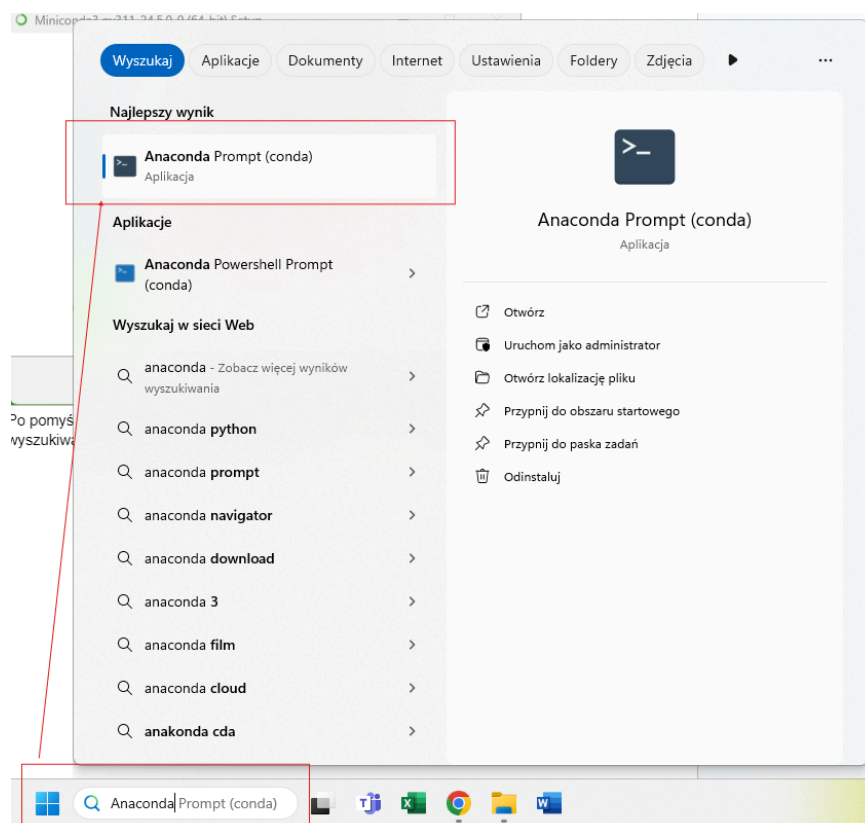 Miniconda3 py311_24.5.0-0 (64-bit) Setup
Wyszukaj Aplikacje Dokumenty Internet Ustawienia Foldery Zdjęcia
Najlepszy wynik
Anaconda Prompt (conda)
Aplikacja
Aplikacje
Anaconda Powershell Prompt
(conda)
Wyszukaj w sieci Web
anaconda - Zobacz więcej wyników
wyszukiwania
anaconda python
anaconda prompt
anaconda navigator
anaconda download
anaconda 3
anaconda film
anaconda cloud
anakonda cda
Anaconda Prompt (conda)
Aplikacja
Otwórz
Uruchom jako administrator
Otwórz lokalizację pliku
Przypnij do obszaru startowego
Przypnij do paska zadań
Odinstaluj
Po
Anaconda Prompt (conda)